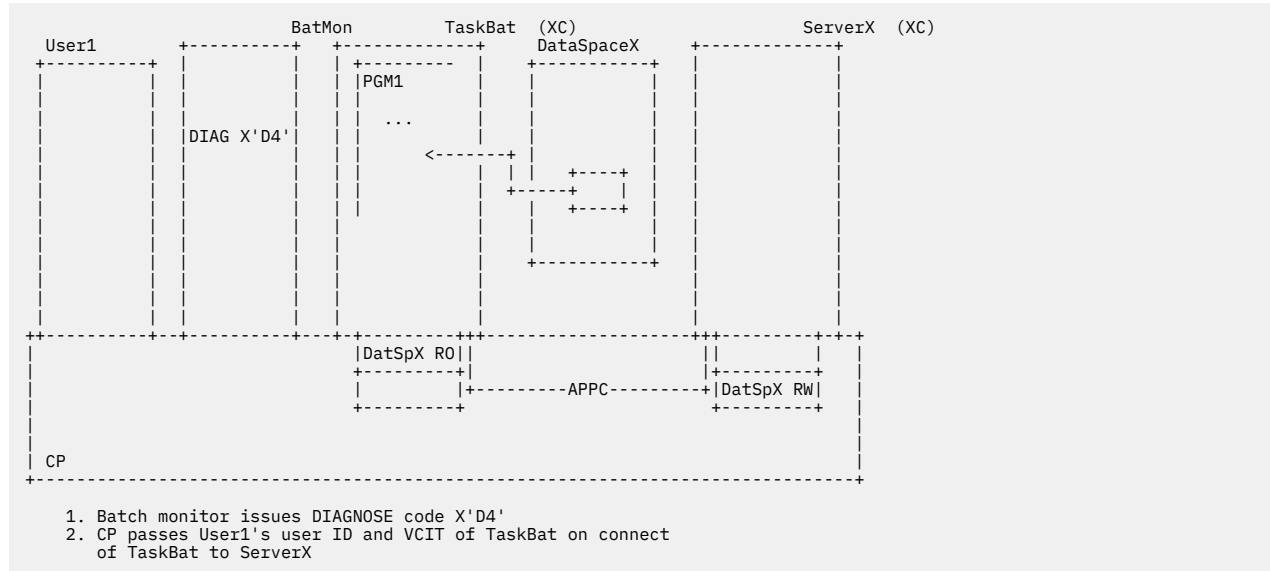 BatMon TaskBat (XC) ServerX (XC)
User1 DataSpaceX
PGM1
...
DIAG X'D4'
DatSpX RO
APPC DatSpX RW
CP
1. Batch monitor issues DIAGNOSE code X'D4'
2. CP passes User1's user ID and VCIT of TaskBat on connect
of TaskBat to ServerX